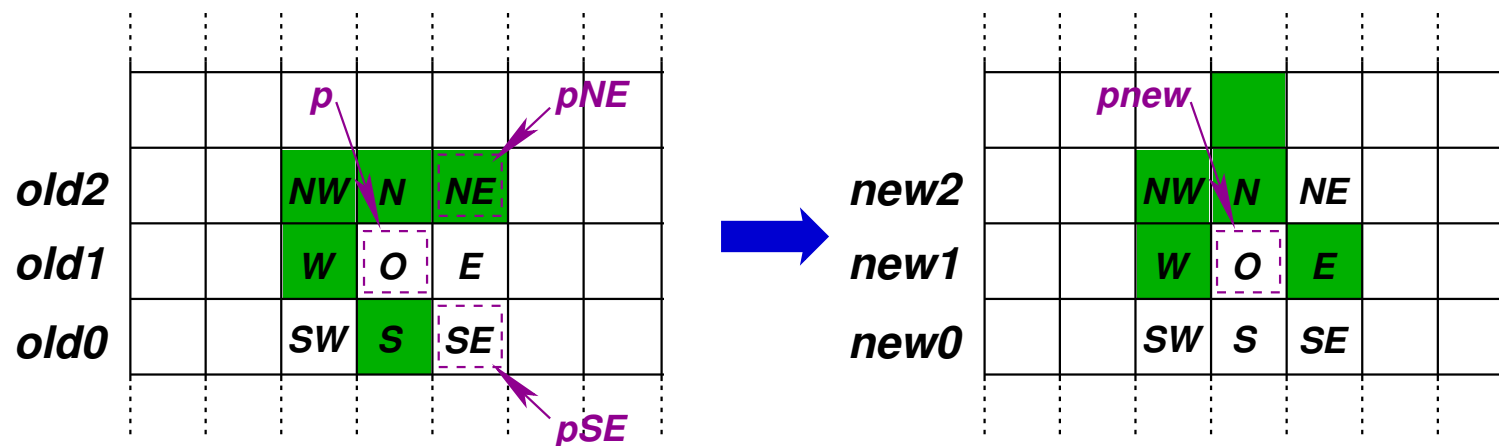 p pNE pnew
old2 NW N NE new2 NW N NE
old1 W O E new1 W O E
old0 SW S SE new0 SW S SE
pSE